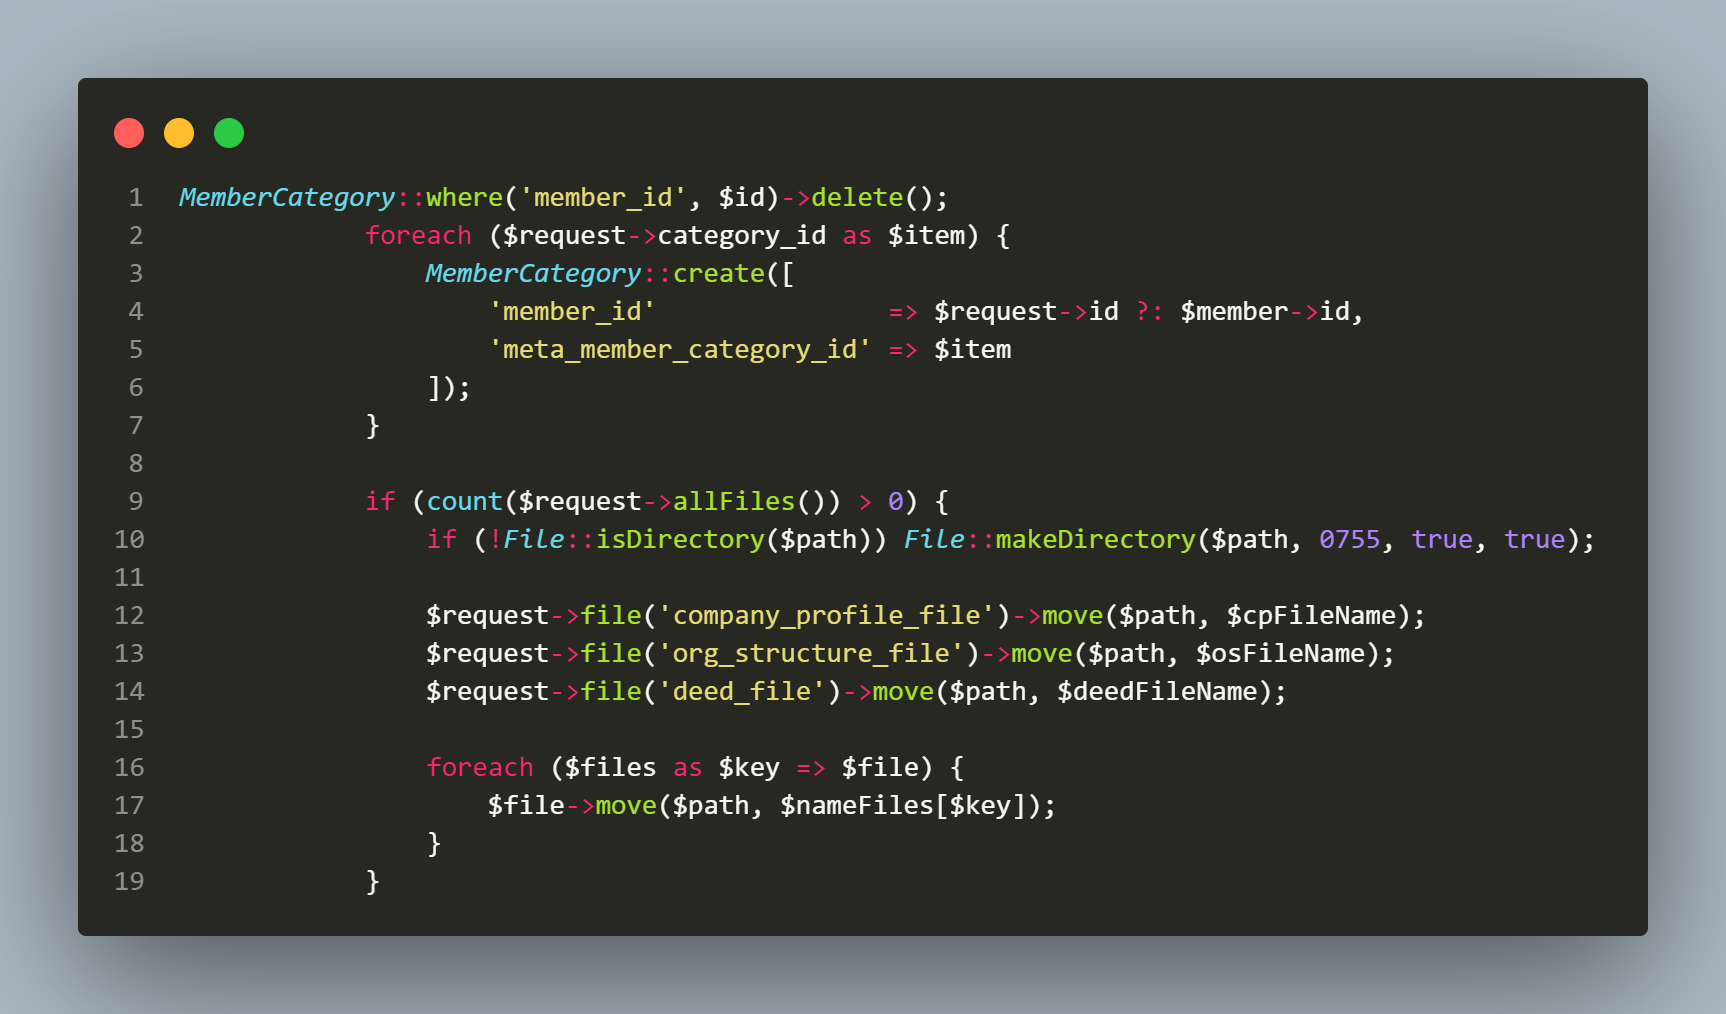 1 MemberCategory::where('member_id', $id)->delete();
2 foreach ($request->category_id as $item) {
3 MemberCategory::create([
4 'member_id' => $request->id ?: $member->id,
5 'meta_member_category_id' => $item
6 ]);
7 }
8
9 if (count($request->allFiles()) > 0) {
10 if (!File::isDirectory($path)) File::makeDirectory($path, 0755, true, true);
11
12 $request->file('company_profile_file')->move($path, $cpFileName);
13 $request->file('org_structure_file')->move($path, $osFileName);
14 $request->file('deed_file')->move($path, $deedFileName);
15
16 foreach ($files as $key => $file) {
17 $file->move($path, $nameFiles[$key]);
18 }
19 }